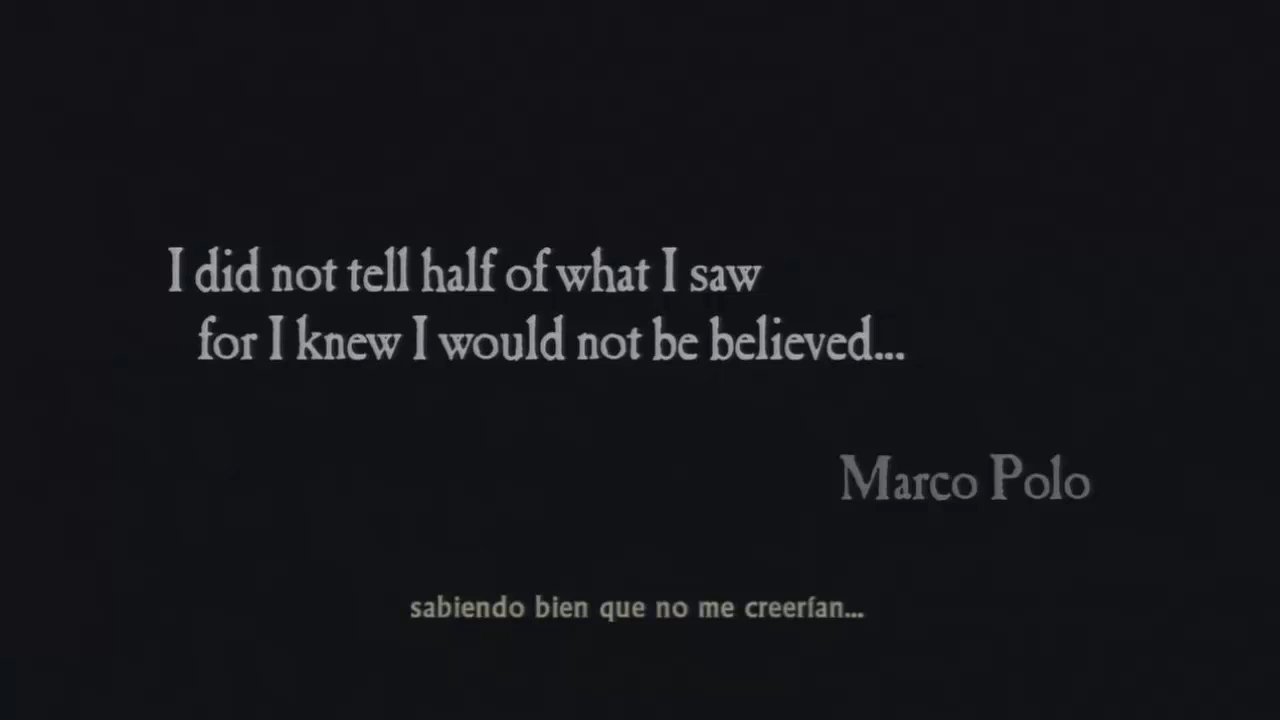 I did not tell half of what I saw
for I knew I would not be believed...
Marco Polo
sabiendo bien que no me creerían...